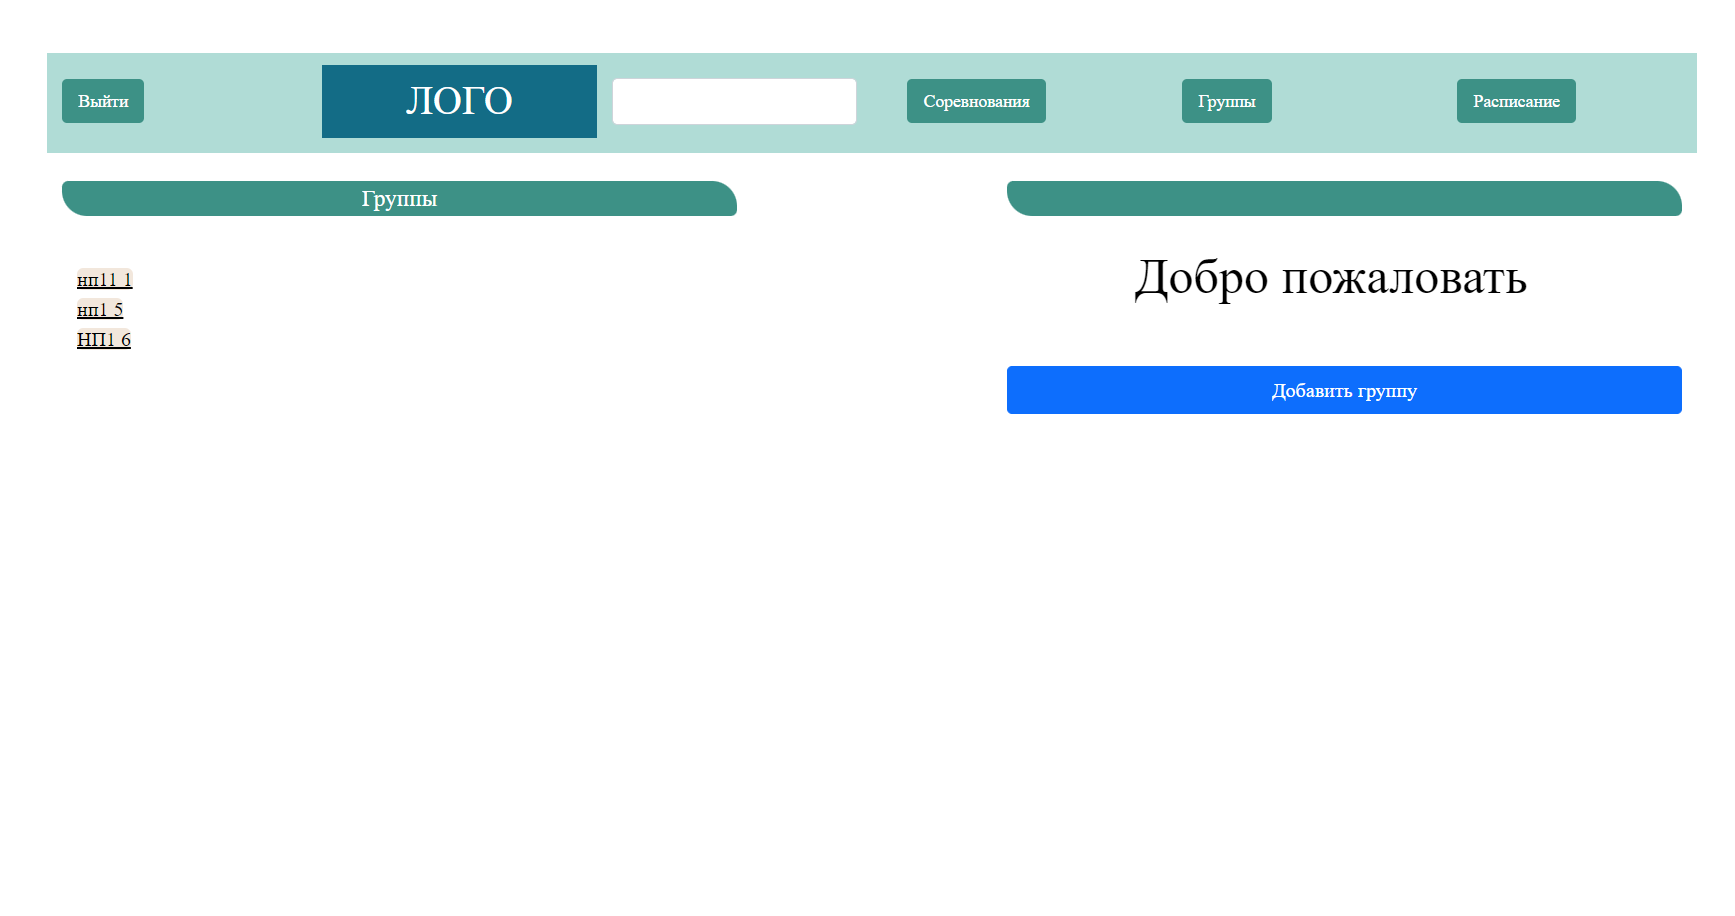 Выйти
ЛОГО
Соревнования
Группы
Расписание
Группы
нп11 1
нп1 5
НП1 6
Добро пожаловать
Добавить группу